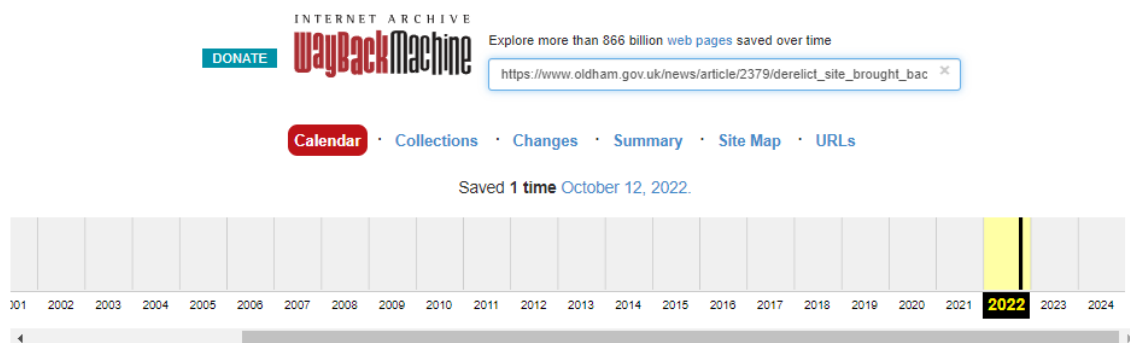 INTERNET ARCHIVE
WayBackMachine
DONATE
Explore more than 866 billion web pages saved over time
https://www.oldham.gov.uk/news/article/2379/derelict_site_brought_bac ×
Calendar · Collections · Changes · Summary · Site Map · URLs
Saved 1 time October 12, 2022.
001 2002 2003 2004 2005 2006 2007 2008 2009 2010 2011 2012 2013 2014 2015 2016 2017 2018 2019 2020 2021 2022 2023 2024